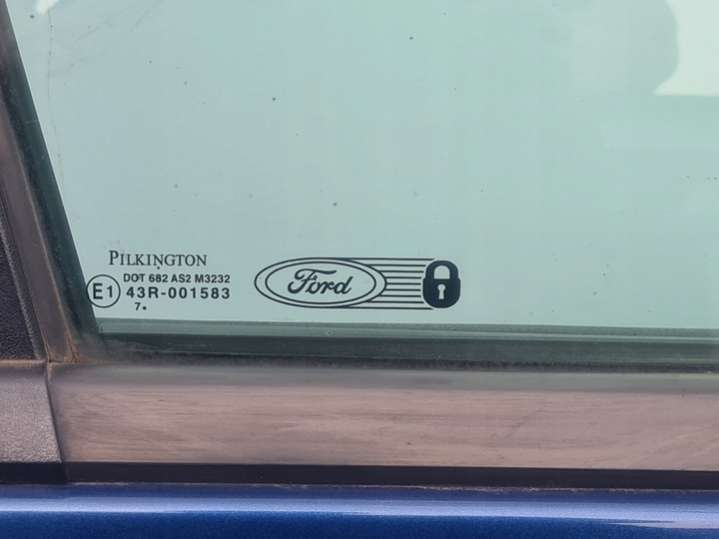 PILKINGTON
DOT 682 AS2 M3232
E1 43R-001583
7.
Ford